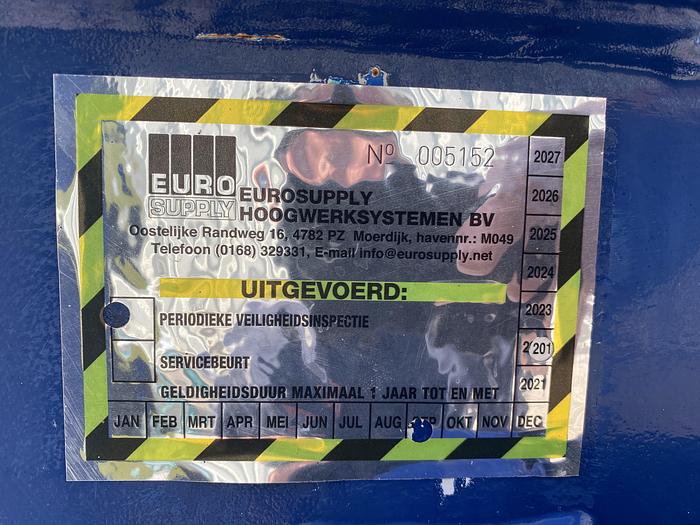 Nº 005152
EURO
SUPPLY
EUROSUPPLY
HOOGWERKSYSTEMEN BV
Oostelijke Randweg 16, 4782 PZ Moerdijk, havennr.: M049
Telefoon (0168) 329331, E-mail info@eurosupply.net
UITGEVOERD:
PERIODIEKE VEILIGHEIDSINSPECTIE
SERVICEBEURT
GELDIGHEIDSDUUR MAXIMAAL 1 JAAR TOT EN MET
2027
2026
2025
2024
2023
201
2021
JAN FEB MRT APR MEI JUN JUL AUG OKT NOV DEC